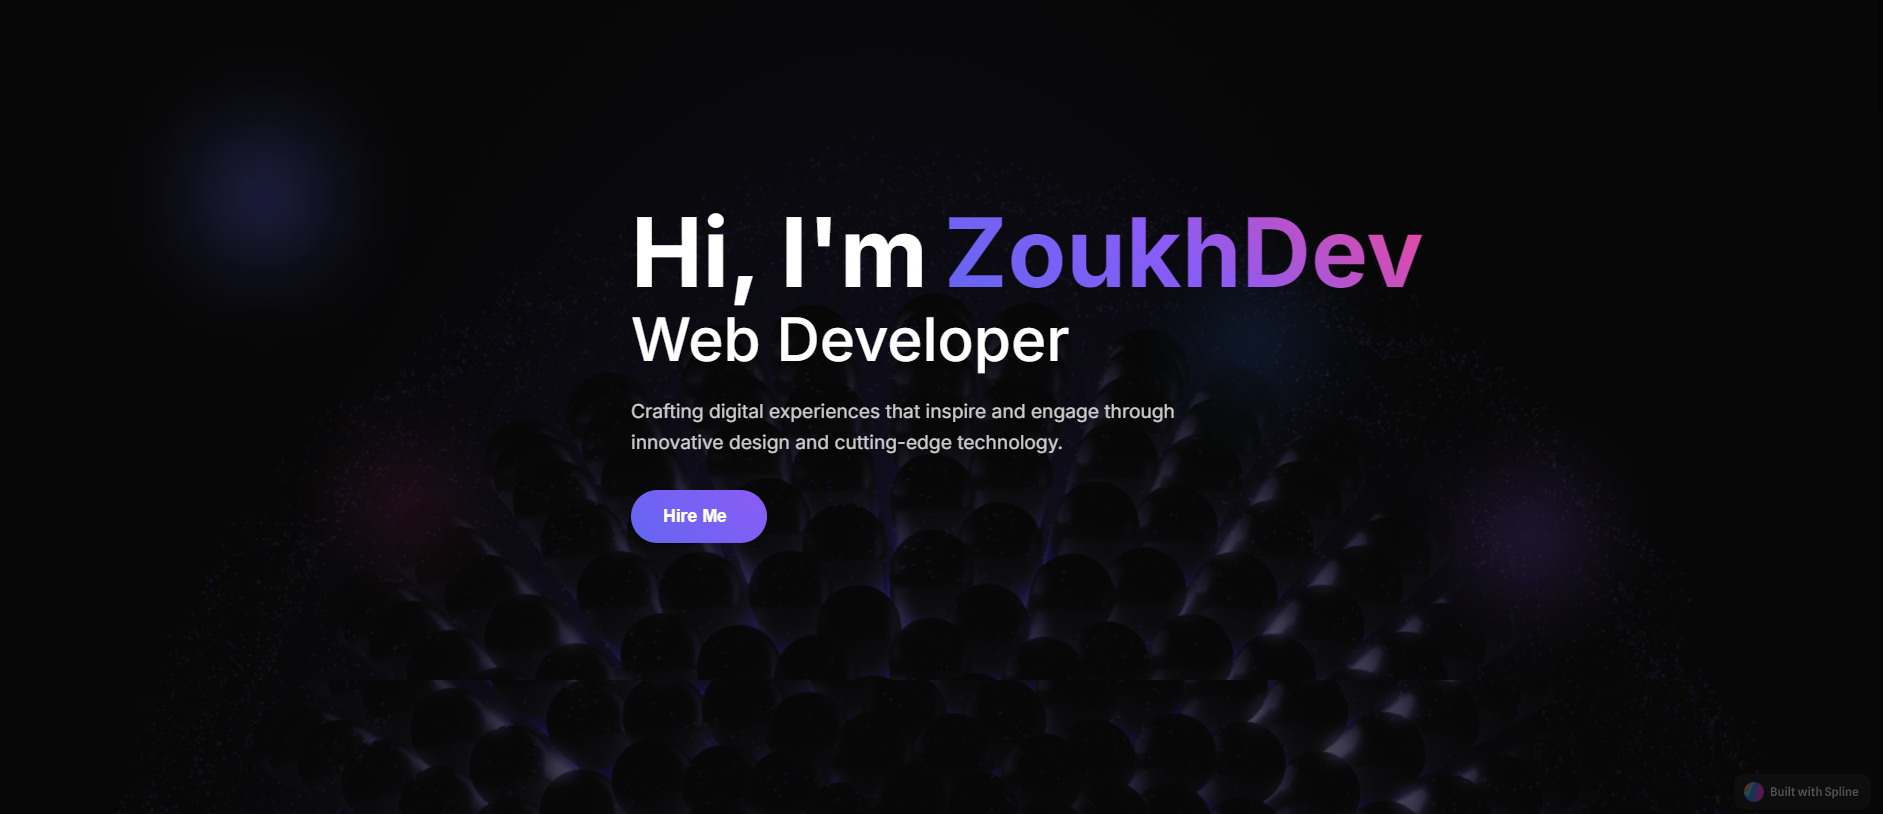 Hi, I'm ZoukhDev
Web Developer
Crafting digital experiences that inspire and engage through
innovative design and cutting-edge technology.
Hire Me
Built with Spline